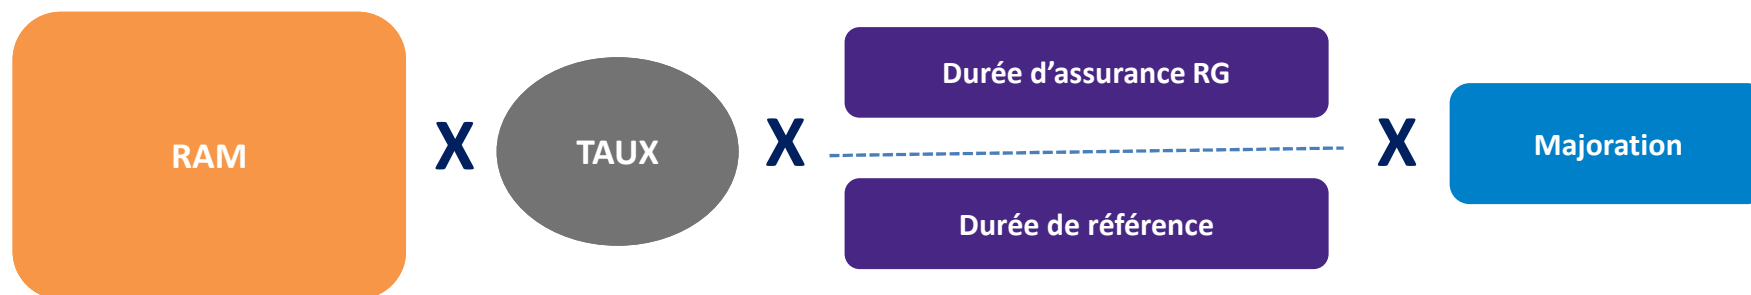 RAM
X
TAUX
X
Durée d’assurance RG
Durée de référence
X
Majoration